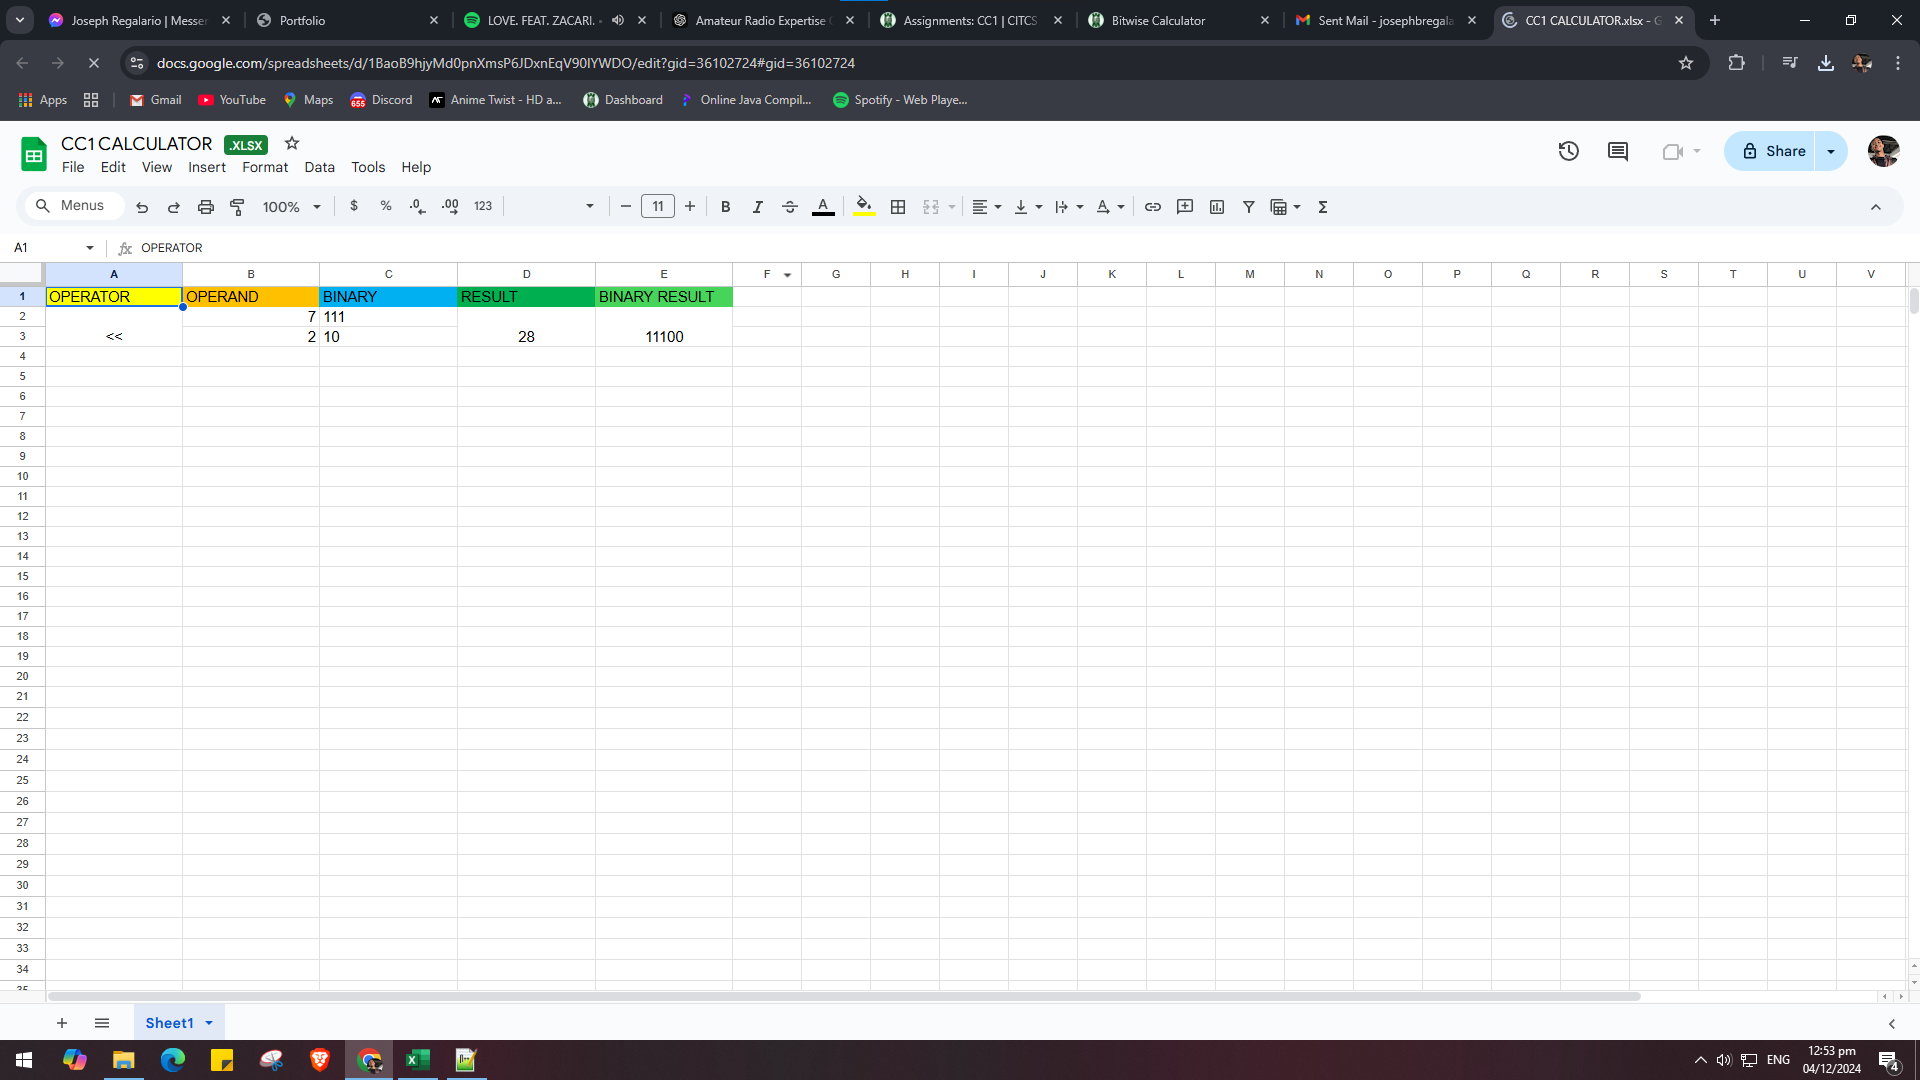 Joseph Regalario | Messen
Portfolio
LOVE. FEAT. ZACARI. •
Amateur Radio Expertise
Assignments: CC1 | CITCS
Bitwise Calculator
Sent Mail - josephbregala
CC1 CALCULATOR.xlsx - G
docs.google.com/spreadsheets/d/1BaoB9hjyMd0pnXmsP6JDxnEqV90lYWDO/edit?gid=36102724#gid=36102724
Apps
Gmail
YouTube
Maps
Discord
Anime Twist - HD a...
Dashboard
Online Java Compil...
Spotify - Web Playe...
CC1 CALCULATOR .XLSX
Share
File Edit View Insert Format Data Tools Help
Menus 100% $ % .0 .00 123 11 B I A Σ
A1 fx OPERATOR
A B C D E F G H I J K L M N O P Q R S T U V
1 OPERATOR OPERAND BINARY RESULT BINARY RESULT
2 7 111
3 << 2 10 28 11100
4
5
6
7
8
9
10
11
12
13
14
15
16
17
18
19
20
21
22
23
24
25
26
27
28
29
30
31
32
33
34
35
Sheet1
ENG
12:53 pm
04/12/2024
4